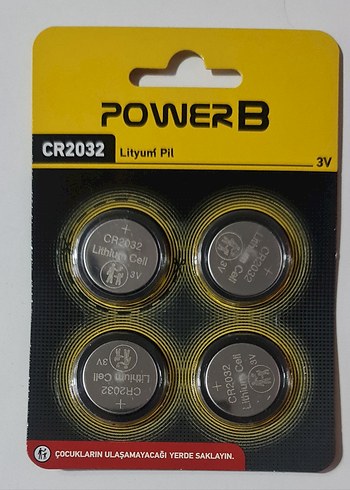 POWERB
CR2032
Lityum Pil
3V
+
CR2032
Lithium Cell
3V
+
CR2032
Lithium Cell
3V
+
CR2032
Lithium Cell
3V
+
CR2032
Lithium Cell
3V
ÇOCUKLARIN ULAŞAMAYACAĞI YERDE SAKLAYIN.